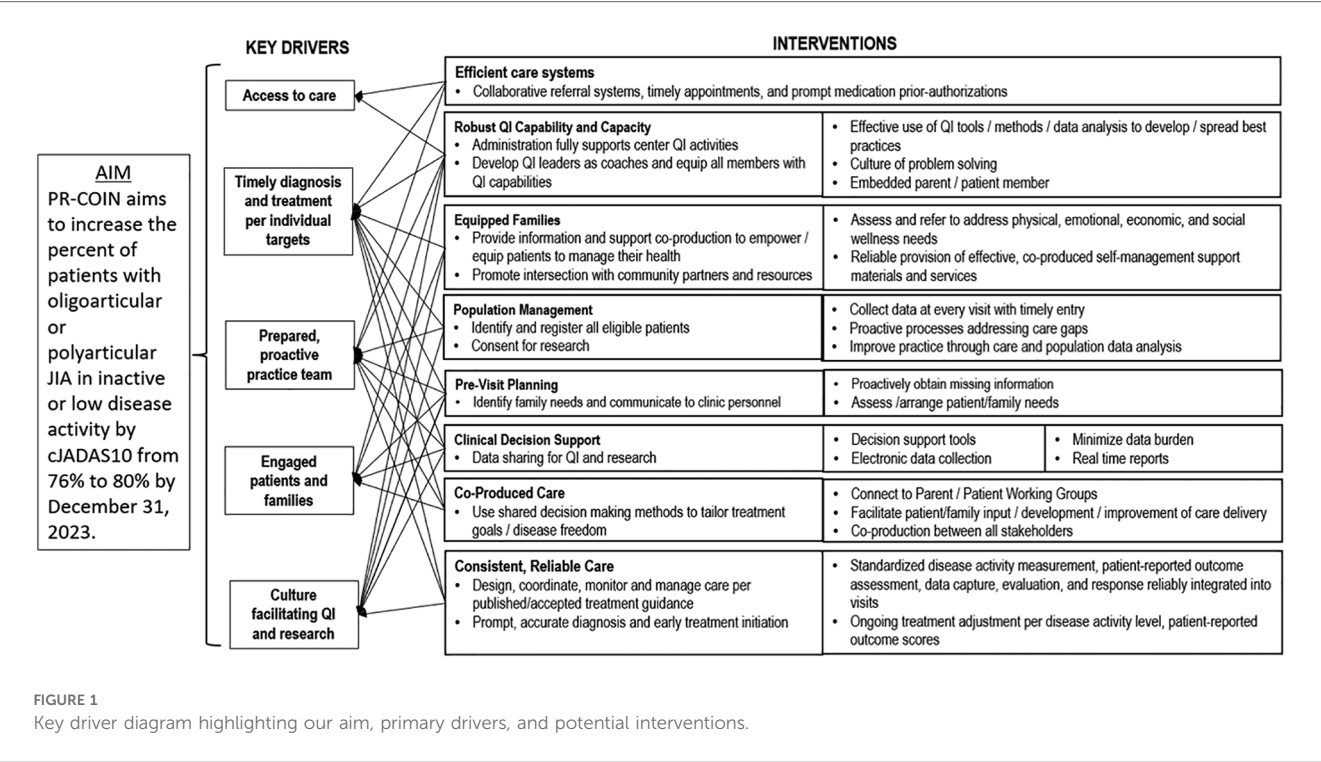 KEY DRIVERS
INTERVENTIONS
AIM
PR-COIN aims
to increase the
percent of
patients with
oligoarticular
or
polyarticular
JIA in inactive
or low disease
activity by
cJADAS10 from
76% to 80% by
December 31,
2023.
Access to care
Timely diagnosis
and treatment
per individual
targets
Prepared,
proactive
practice team
Engaged
patients and
families
Culture
facilitating QI
and research
Efficient care systems
• Collaborative referral systems, timely appointments, and prompt medication prior-authorizations
Robust QI Capability and Capacity
• Administration fully supports center QI activities
• Develop QI leaders as coaches and equip all members with
QI capabilities
• Effective use of QI tools / methods / data analysis to develop / spread best
practices
• Culture of problem solving
• Embedded parent / patient member
Equipped Families
• Provide information and support co-production to empower /
equip patients to manage their health
• Promote intersection with community partners and resources
• Assess and refer to address physical, emotional, economic, and social
wellness needs
• Reliable provision of effective, co-produced self-management support
materials and services
Population Management
• Identify and register all eligible patients
• Consent for research
• Collect data at every visit with timely entry
• Proactive processes addressing care gaps
• Improve practice through care and population data analysis
Pre-Visit Planning
• Identify family needs and communicate to clinic personnel
• Proactively obtain missing information
• Assess /arrange patient/family needs
Clinical Decision Support
• Data sharing for QI and research
• Decision support tools
• Electronic data collection
• Minimize data burden
• Real time reports
Co-Produced Care
• Use shared decision making methods to tailor treatment
goals / disease freedom
• Connect to Parent / Patient Working Groups
• Facilitate patient/family input / development / improvement of care delivery
• Co-production between all stakeholders
Consistent, Reliable Care
• Design, coordinate, monitor and manage care per
published/accepted treatment guidance
• Prompt, accurate diagnosis and early treatment initiation
• Standardized disease activity measurement, patient-reported outcome
assessment, data capture, evaluation, and response reliably integrated into
visits
• Ongoing treatment adjustment per disease activity level, patient-reported
outcome scores
FIGURE 1
Key driver diagram highlighting our aim, primary drivers, and potential interventions.